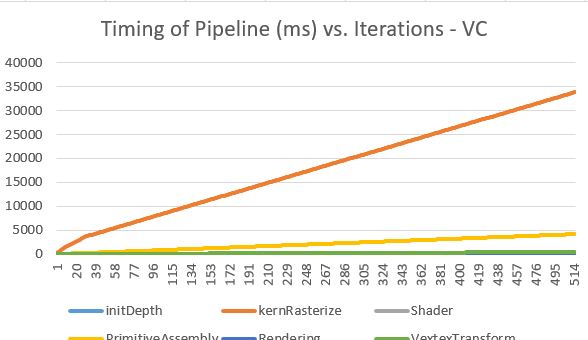 Timing of Pipeline (ms) vs. Iterations - VC
40000
35000
30000
25000
20000
15000
10000
5000
0
1 20 39 58 77 96 115 134 153 172 191 210 229 248 267 286 305 324 343 362 381 400 419 438 457 476 495 514
initDepth kernRasterize Shader
PrimitiveAssembly Rendering VextexTransform